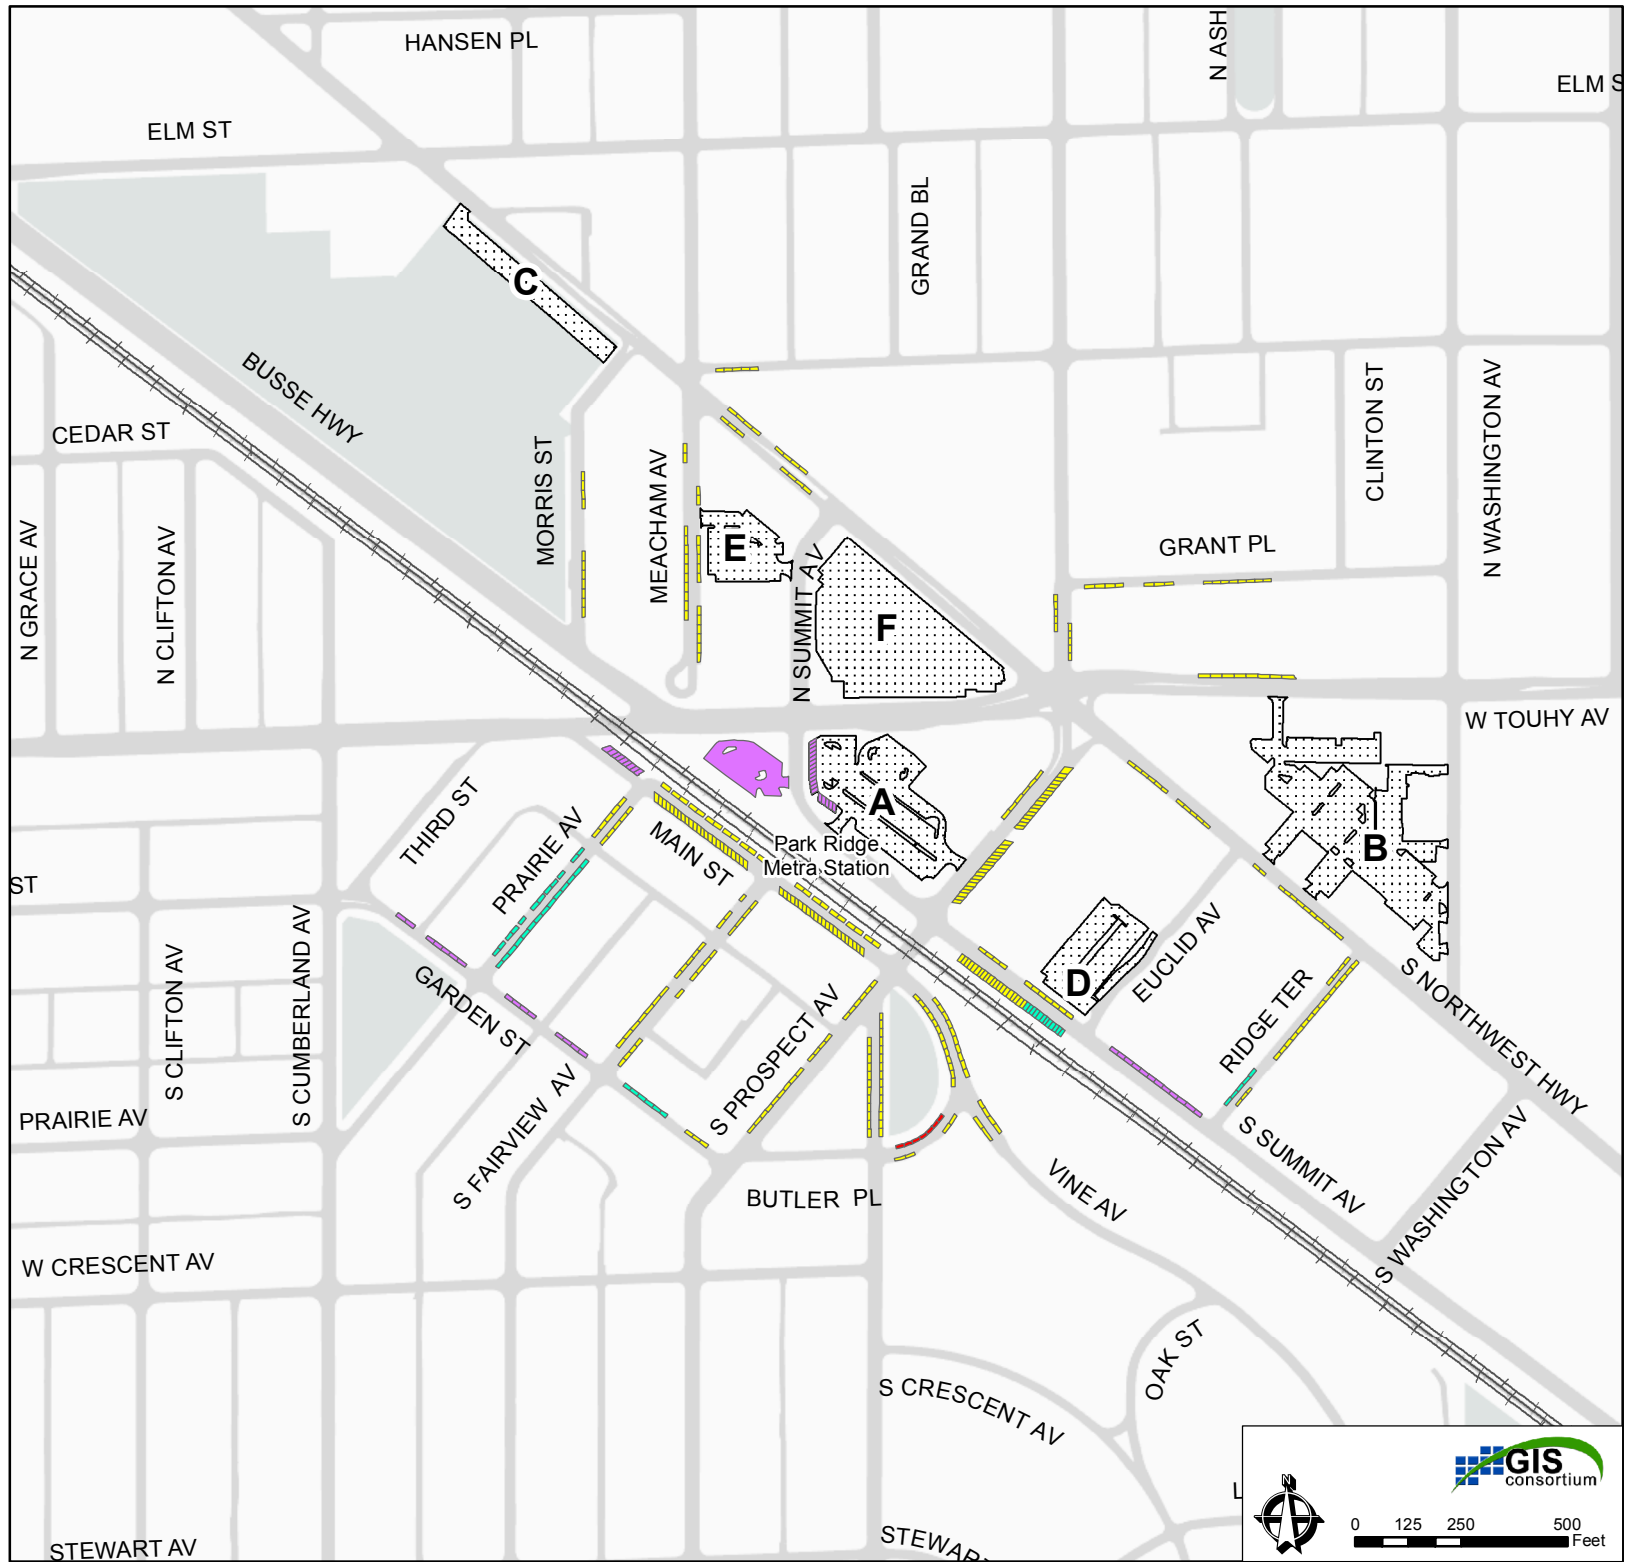 HANSEN PL
N ASH
ELM S
ELM ST
GRAND BL
C
BUSSE HWY
CEDAR ST
CLINTON ST
N WASHINGTON AV
MORRIS ST
MEACHAM AV
N GRACE AV
N CLIFTON AV
E
GRANT PL
N SUMMIT AV
F
W TOUHY AV
THIRD ST
PRAIRIE AV
MAIN ST
A
Park Ridge
Metra Station
B
ST
GARDEN ST
D
EUCLID AV
S CLIFTON AV
S CUMBERLAND AV
RIDGE TER
S NORTHWEST HWY
S PROSPECT AV
PRAIRIE AV
S FAIRVIEW AV
BUTLER PL
VINE AV
S SUMMIT AV
S WASHINGTON AV
W CRESCENT AV
OAK ST
S CRESCENT AV
STEWART AV
STEWAR
L
N
GIS
consortium
0 125 250 500
Feet